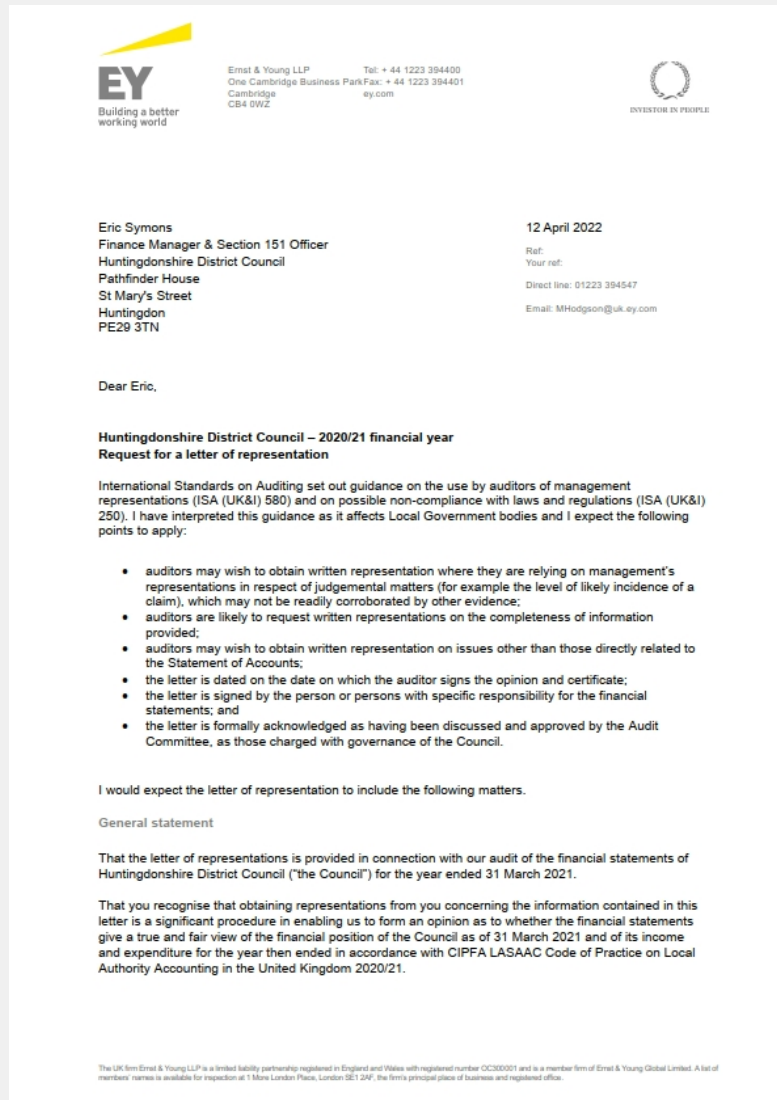 EY
Building a better
working world
Ernst & Young LLP
One Cambridge Business Park
Cambridge
CB4 0WZ
Tel: + 44 1223 394400
Fax: + 44 1223 394401
ey.com
INVESTOR IN PEOPLE
Eric Symons
Finance Manager & Section 151 Officer
Huntingdonshire District Council
Pathfinder House
St Mary's Street
Huntingdon
PE29 3TN
12 April 2022
Ref:
Your ref:
Direct line: 01223 394547
Email: MHodgson@uk.ey.com
Dear Eric,
Huntingdonshire District Council – 2020/21 financial year
Request for a letter of representation
International Standards on Auditing set out guidance on the use by auditors of management
representations (ISA (UK&I) 580) and on possible non-compliance with laws and regulations (ISA (UK&I)
250). I have interpreted this guidance as it affects Local Government bodies and I expect the following
points to apply:
• auditors may wish to obtain written representation where they are relying on management's
representations in respect of judgemental matters (for example the level of likely incidence of a
claim), which may not be readily corroborated by other evidence;
• auditors are likely to request written representations on the completeness of information
provided;
• auditors may wish to obtain written representation on issues other than those directly related to
the Statement of Accounts;
• the letter is dated on the date on which the auditor signs the opinion and certificate;
• the letter is signed by the person or persons with specific responsibility for the financial
statements; and
• the letter is formally acknowledged as having been discussed and approved by the Audit
Committee, as those charged with governance of the Council.
I would expect the letter of representation to include the following matters.
General statement
That the letter of representations is provided in connection with our audit of the financial statements of
Huntingdonshire District Council ("the Council") for the year ended 31 March 2021.
That you recognise that obtaining representations from you concerning the information contained in this
letter is a significant procedure in enabling us to form an opinion as to whether the financial statements
give a true and fair view of the financial position of the Council as of 31 March 2021 and of its income
and expenditure for the year then ended in accordance with CIPFA LASAAC Code of Practice on Local
Authority Accounting in the United Kingdom 2020/21.
The UK firm Ernst & Young LLP is a limited liability partnership registered in England and Wales with registered number OC300001 and is a member firm of Ernst & Young Global Limited. A list of
members' names is available for inspection at 1 More London Place, London SE1 2AF, the firm's principal place of business and registered office.